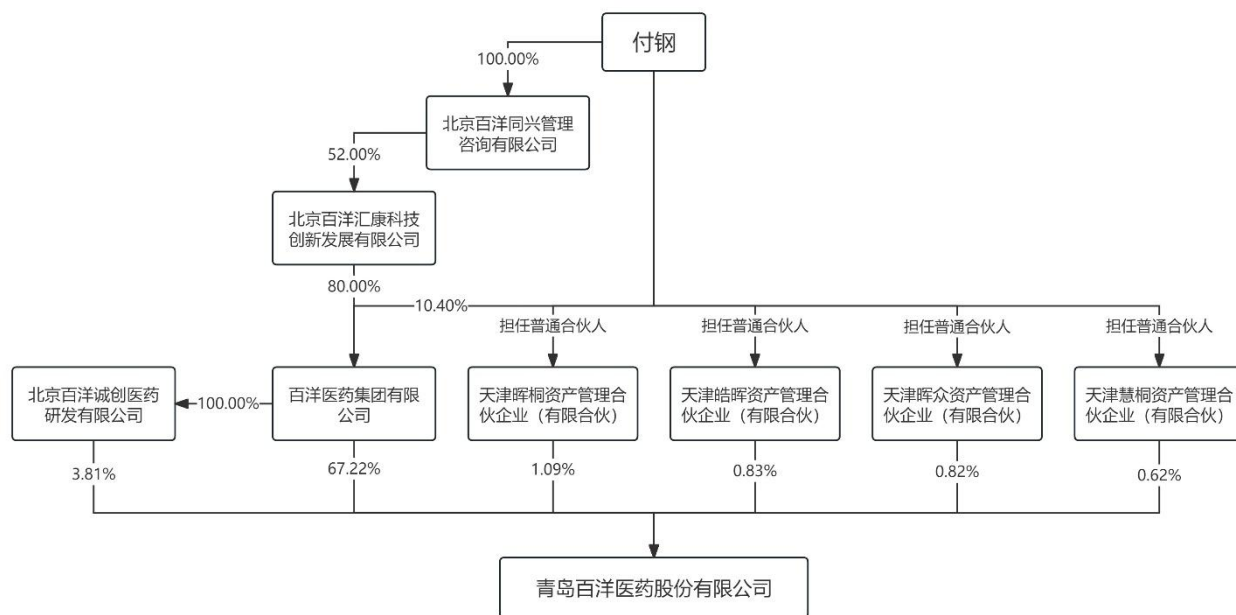 付钢
100.00%
北京百洋同兴管理
咨询有限公司
52.00%
北京百洋汇康科技
创新发展有限公司
80.00%
10.40%
担任普通合伙人
担任普通合伙人
担任普通合伙人
担任普通合伙人
北京百洋诚创医药
研发有限公司
100.00%
百洋医药集团有限
公司
天津晖桐资产管理合
伙企业（有限合伙）
天津皓晖资产管理合
伙企业（有限合伙）
天津晖众资产管理合
伙企业（有限合伙）
天津慧桐资产管理合
伙企业（有限合伙）
3.81%
67.22%
1.09%
0.83%
0.82%
0.62%
青岛百洋医药股份有限公司